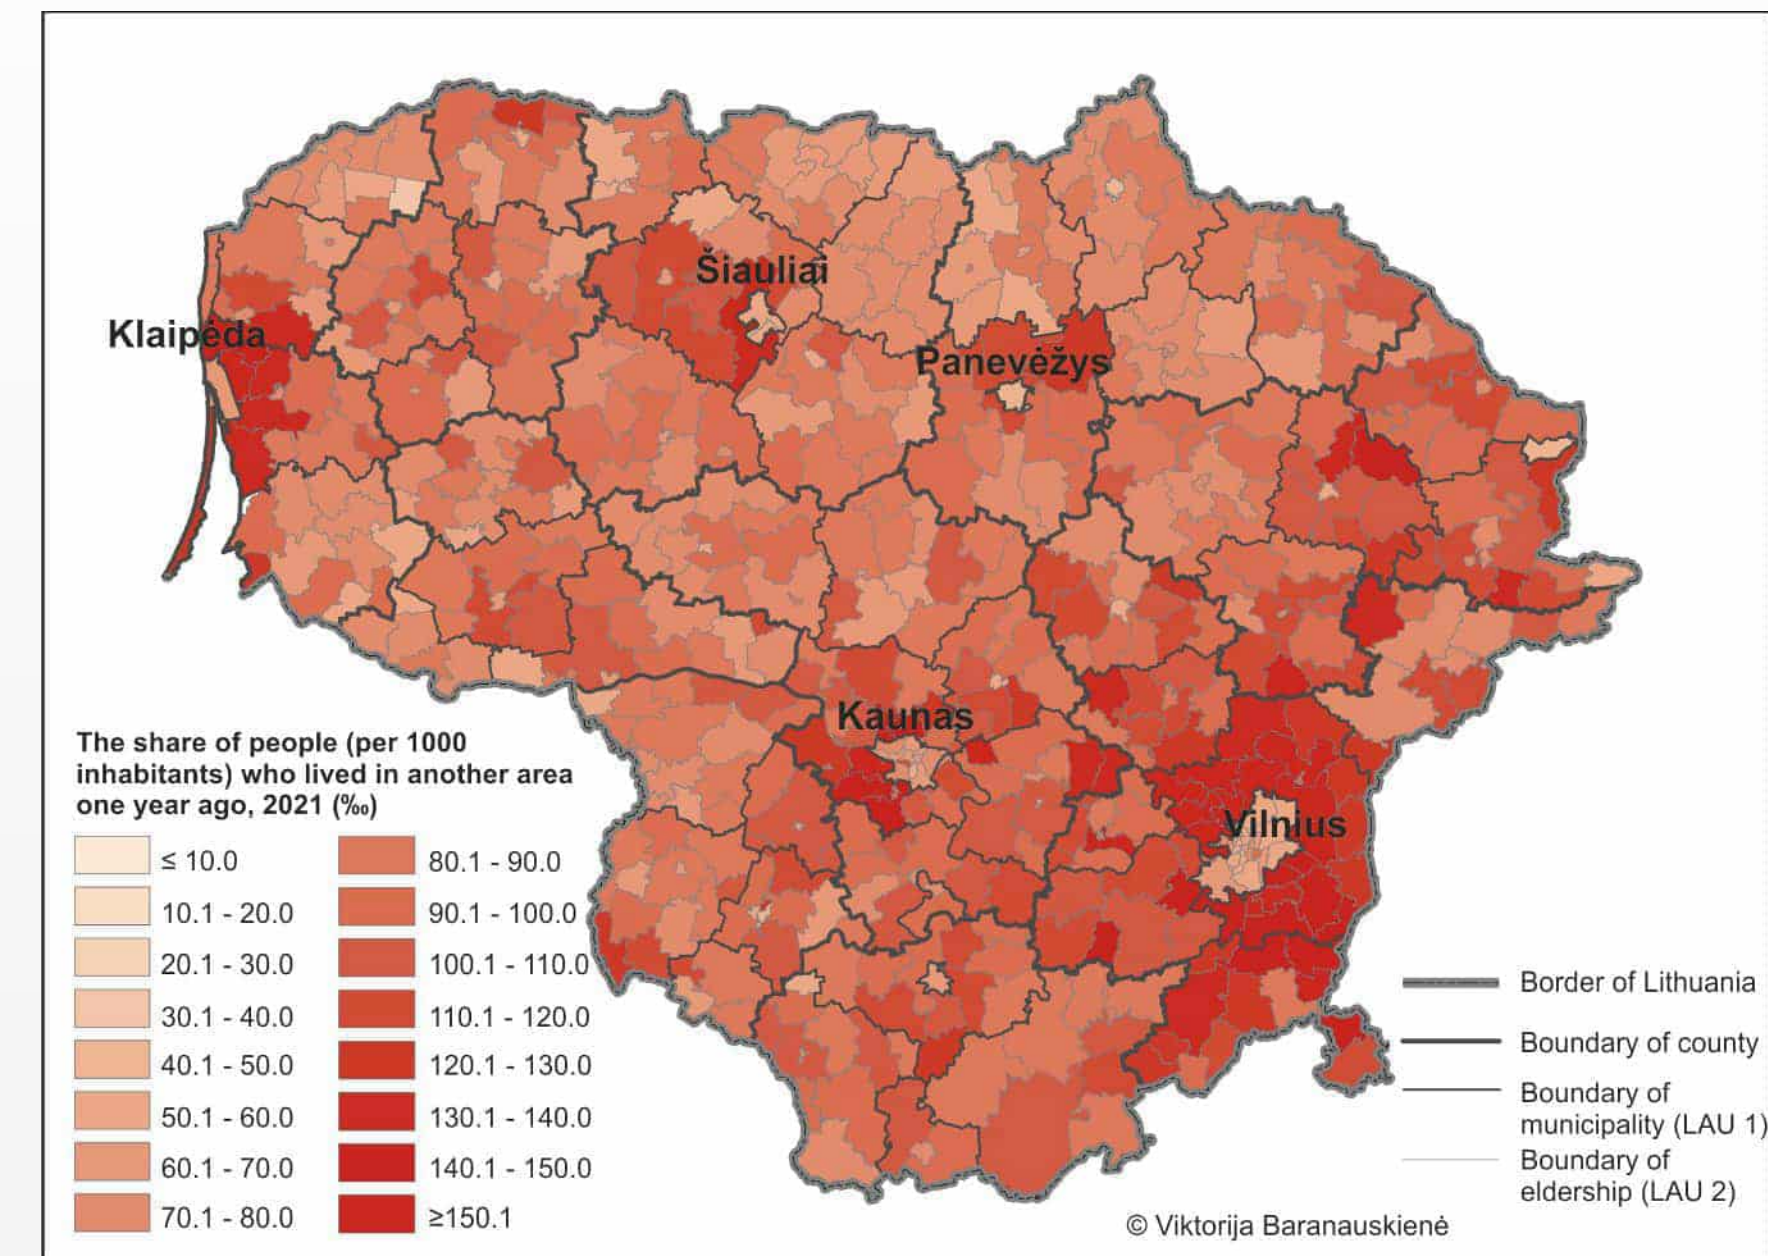 Šiauliai
Klaipėda
Panevėžys
Kaunas
Vilnius
The share of people (per 1000
inhabitants) who lived in another area
one year ago, 2021 (‰)
≤ 10.0
10.1 - 20.0
20.1 - 30.0
30.1 - 40.0
40.1 - 50.0
50.1 - 60.0
60.1 - 70.0
70.1 - 80.0
80.1 - 90.0
90.1 - 100.0
100.1 - 110.0
110.1 - 120.0
120.1 - 130.0
130.1 - 140.0
140.1 - 150.0
≥150.1
Border of Lithuania
Boundary of county
Boundary of
municipality (LAU 1)
Boundary of
eldership (LAU 2)
© Viktorija Baranauskienė